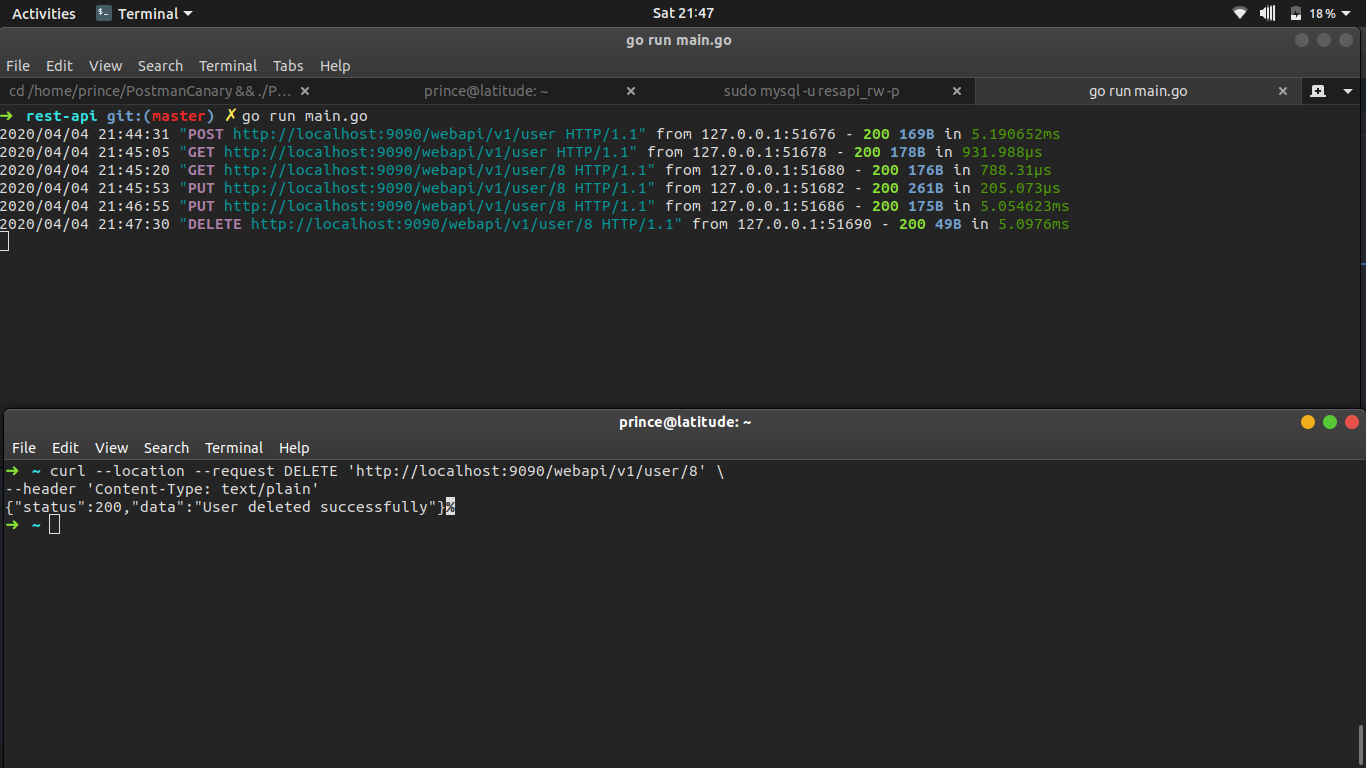 Activities Terminal Sat 21:47 18%
go run main.go
File Edit View Search Terminal Tabs Help
cd /home/prince/PostmanCanary && ./P… × prince@latitude: ~ × sudo mysql -u resapi_rw -p × go run main.go ×
➜ rest-api git:(master) ✗ go run main.go
2020/04/04 21:44:31 "POST http://localhost:9090/webapi/v1/user HTTP/1.1" from 127.0.0.1:51676 - 200 169B in 5.190652ms
2020/04/04 21:45:05 "GET http://localhost:9090/webapi/v1/user HTTP/1.1" from 127.0.0.1:51678 - 200 178B in 931.988µs
2020/04/04 21:45:20 "GET http://localhost:9090/webapi/v1/user/8 HTTP/1.1" from 127.0.0.1:51680 - 200 176B in 788.31µs
2020/04/04 21:45:53 "PUT http://localhost:9090/webapi/v1/user/8 HTTP/1.1" from 127.0.0.1:51682 - 200 261B in 205.073µs
2020/04/04 21:46:55 "PUT http://localhost:9090/webapi/v1/user/8 HTTP/1.1" from 127.0.0.1:51686 - 200 175B in 5.054623ms
2020/04/04 21:47:30 "DELETE http://localhost:9090/webapi/v1/user/8 HTTP/1.1" from 127.0.0.1:51690 - 200 49B in 5.0976ms
prince@latitude: ~
File Edit View Search Terminal Help
➜ ~ curl --location --request DELETE 'http://localhost:9090/webapi/v1/user/8' \
--header 'Content-Type: text/plain'
{"status":200,"data":"User deleted successfully"}%
➜ ~